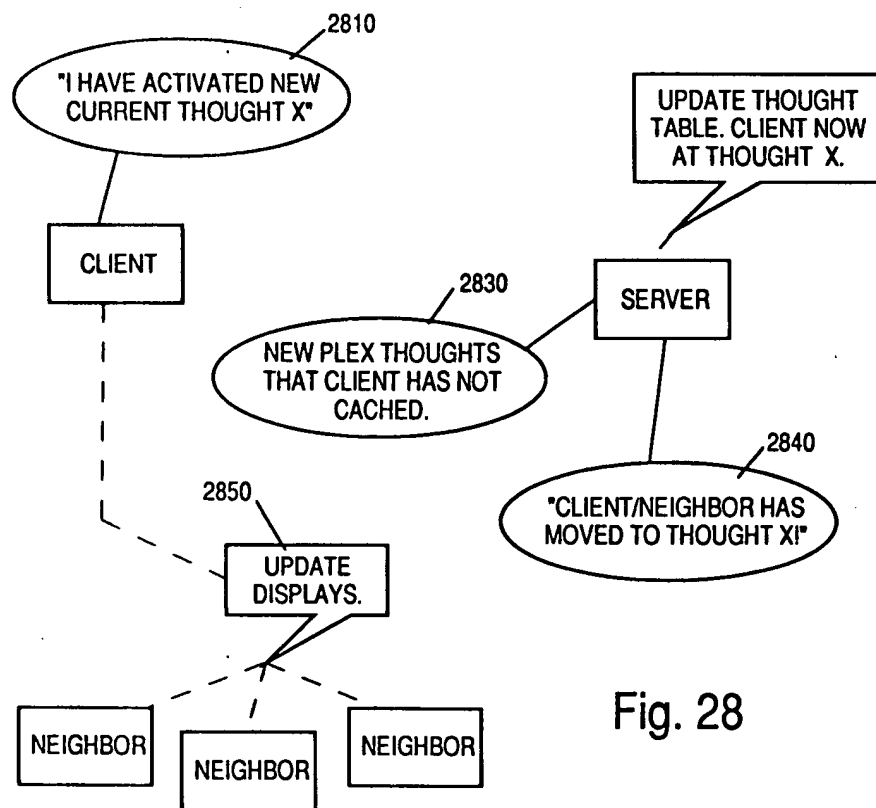 2810
"I HAVE ACTIVATED NEW
CURRENT THOUGHT X"
UPDATE THOUGHT
TABLE. CLIENT NOW
AT THOUGHT X.
CLIENT
2830
SERVER
NEW PLEX THOUGHTS
THAT CLIENT HAS NOT
CACHED.
2840
"CLIENT/NEIGHBOR HAS
MOVED TO THOUGHT X!"
2850
UPDATE
DISPLAYS.
NEIGHBOR
NEIGHBOR
NEIGHBOR
Fig. 28